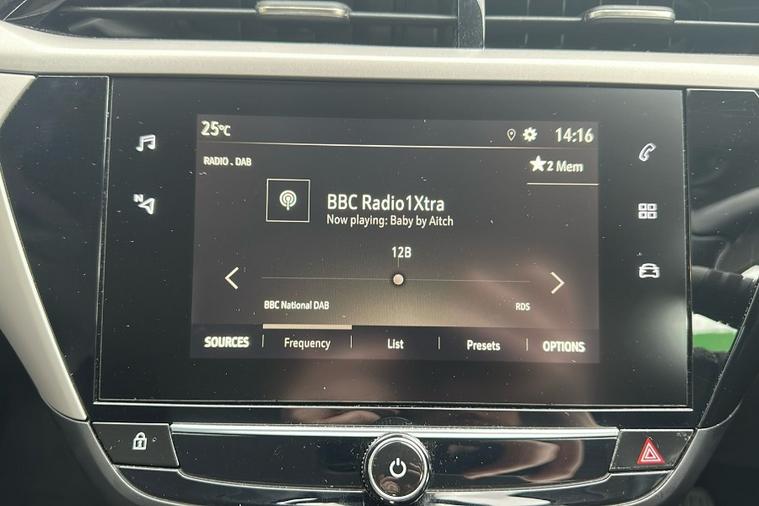 25°C
14:16
RADIO . DAB
★2 Mem
BBC Radio1Xtra
Now playing: Baby by Aitch
12B
BBC National DAB
RDS
SOURCES
Frequency
List
Presets
OPTIONS
N